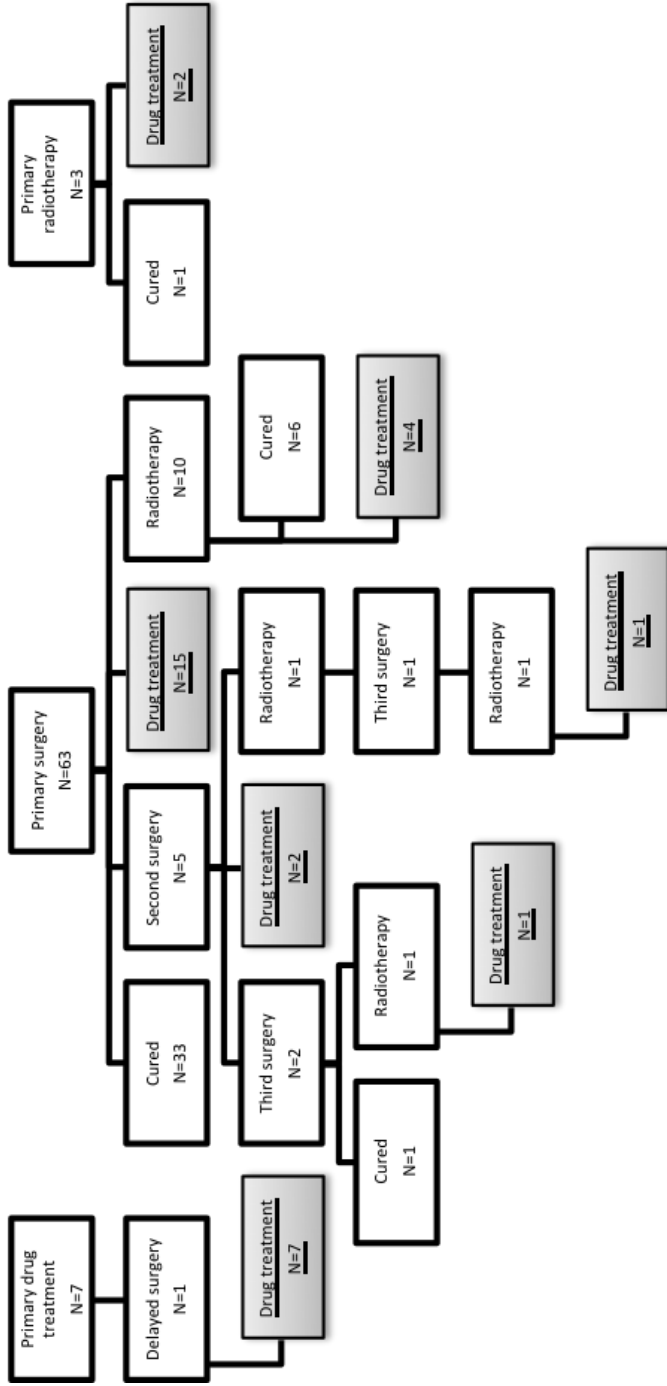 Primary drug
treatment
N=7
Delayed surgery
N=1
Drug treatment
N=7
Primary surgery
N=63
Cured
N=33
Second surgery
N=5
Drug treatment
N=15
Radiotherapy
N=10
Third surgery
N=2
Drug treatment
N=2
Radiotherapy
N=1
Cured
N=6
Cured
N=1
Radiotherapy
N=1
Third surgery
N=1
Drug treatment
N=4
Drug treatment
N=1
Radiotherapy
N=1
Drug treatment
N=1
Primary
radiotherapy
N=3
Cured
N=1
Drug treatment
N=2